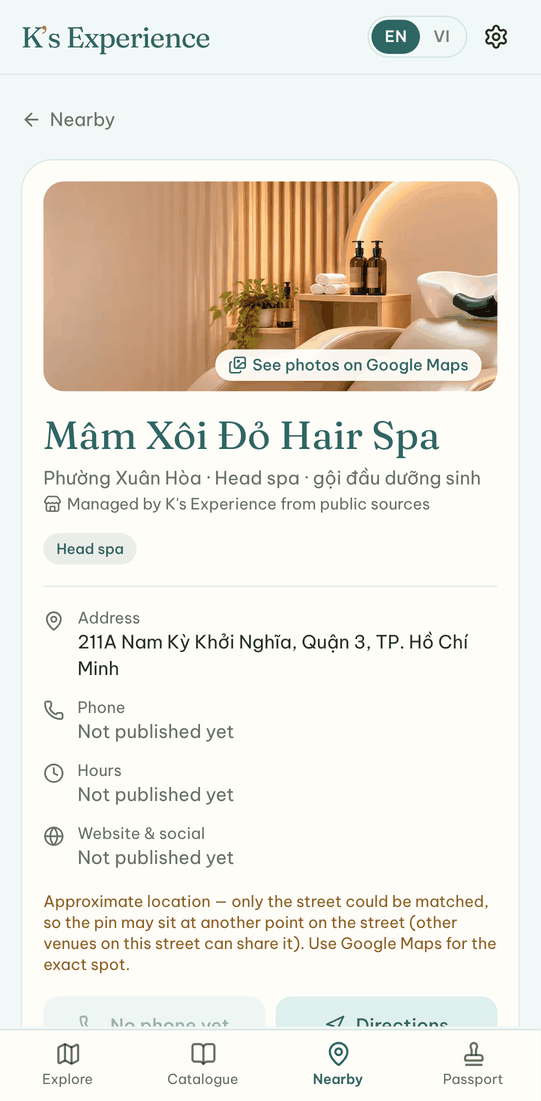 K's Experience
EN VI
Nearby
See photos on Google Maps
Mâm Xôi Đỏ Hair Spa
Phường Xuân Hòa · Head spa · gội đầu dưỡng sinh
Managed by K's Experience from public sources
Head spa
Address
211A Nam Kỳ Khởi Nghĩa, Quận 3, TP. Hồ Chí
Minh
Phone
Not published yet
Hours
Not published yet
Website & social
Not published yet
Approximate location — only the street could be matched,
so the pin may sit at another point on the street (other
venues on this street can share it). Use Google Maps for the
exact spot.
No phone yet Directions
Explore Catalogue Nearby Passport